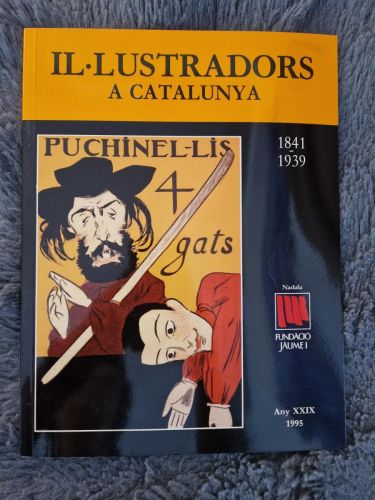 IL·LUSTRADORS
A CATALUNYA
1841
-
1939
PUCHINEL-LIS
4
gats
Nadala
FUNDACIÓ
JAUME I
Any XXIX
1995